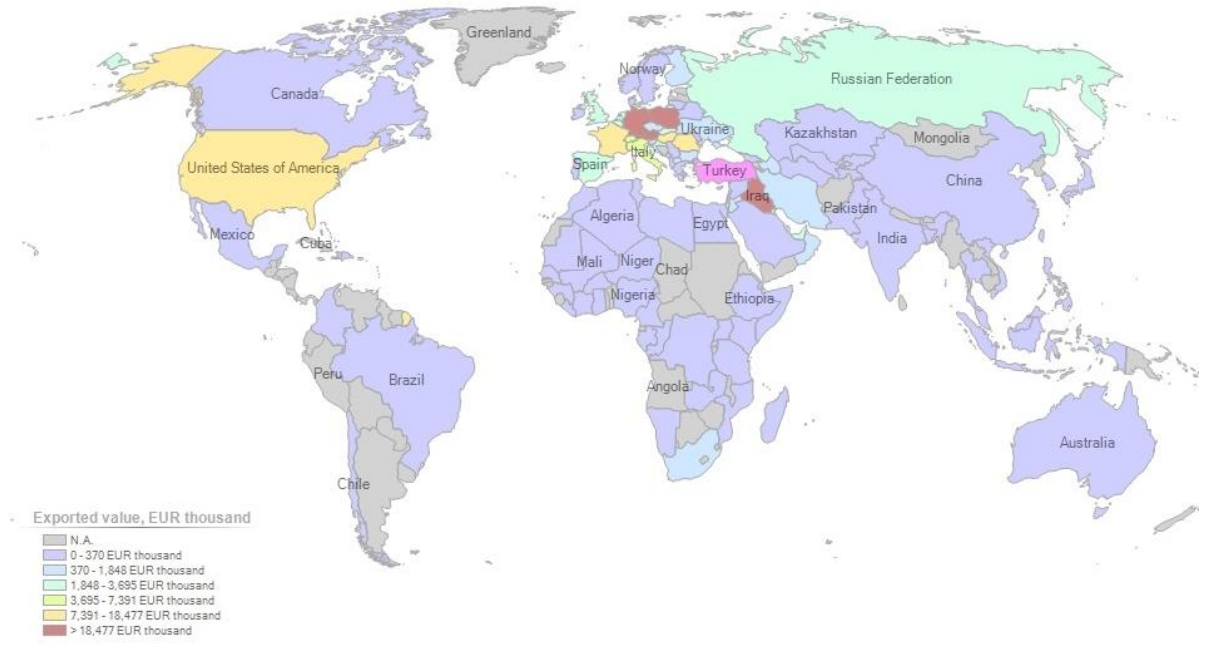 Greenland
Norway
Russian Federation
Canada
Ukraine
Kazakhstan
Mongolia
Italy
Spain
United States of America
Turkey
China
Iraq
Pakistan
Algeria
Egypt
Mexico
Cuba
India
Mali
Niger
Chad
Nigeria
Ethiopia
Peru
Brazil
Angola
Australia
Chile
Exported value, EUR thousand
N.A.
0 - 370 EUR thousand
370 - 1,848 EUR thousand
1,848 - 3,695 EUR thousand
3,695 - 7,391 EUR thousand
7,391 - 18,477 EUR thousand
> 18,477 EUR thousand